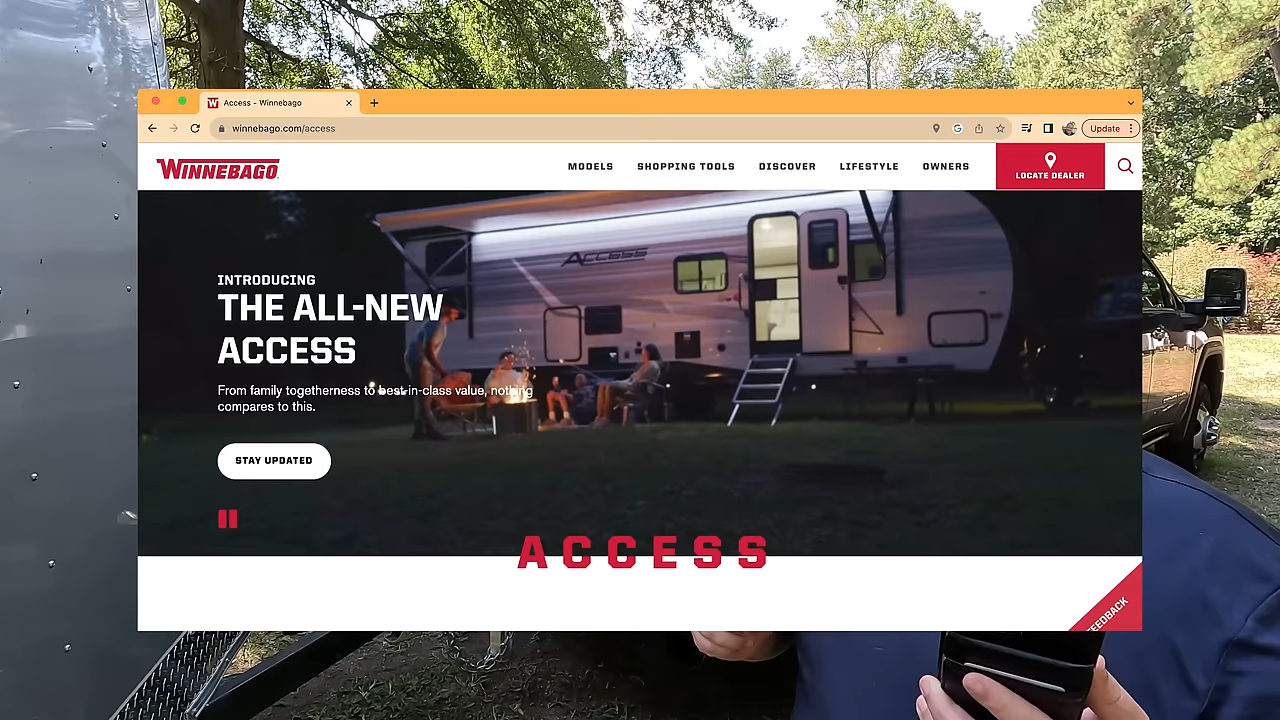 Access - Winnebago
winnebago.com/access
Update
WINNEBAGO
MODELS
SHOPPING TOOLS
DISCOVER
LIFESTYLE
OWNERS
LOCATE DEALER
ACCESS
INTRODUCING
THE ALL-NEW
ACCESS
From family togetherness to best-in-class value, nothing
compares to this.
STAY UPDATED
ACCESS
FEEDBACK